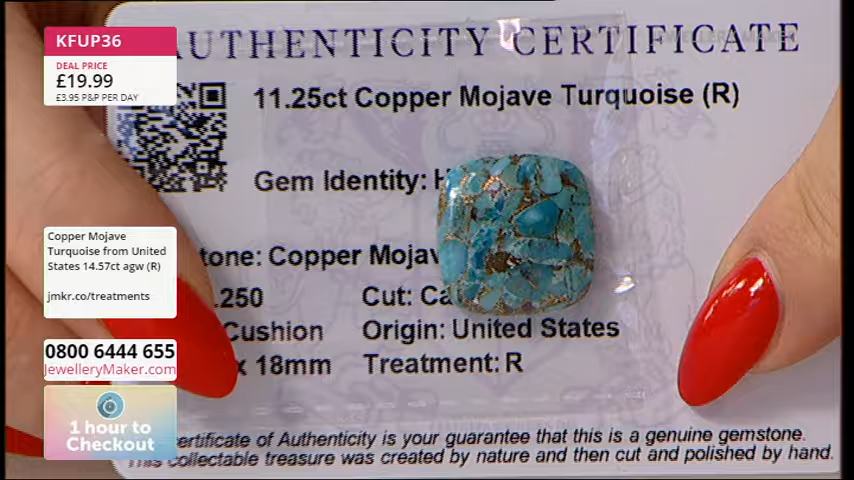 KFUP36
DEAL PRICE
£19.99
£3.95 P&P PER DAY
AUTHENTICITY CERTIFICATE
JEWELLERYMAKER
11.25ct Copper Mojave Turquoise (R)
Gem Identity: H
tone: Copper Mojav
.250 Cut: Ca
Cushion Origin: United States
x 18mm Treatment: R
Copper Mojave
Turquoise from United
States 14.57ct agw (R)
jmkr.co/treatments
0800 6444 655
JewelleryMaker.com
1 hour to
Checkout
ertificate of Authenticity is your guarantee that this is a genuine gemstone.
This collectable treasure was created by nature and then cut and polished by hand.